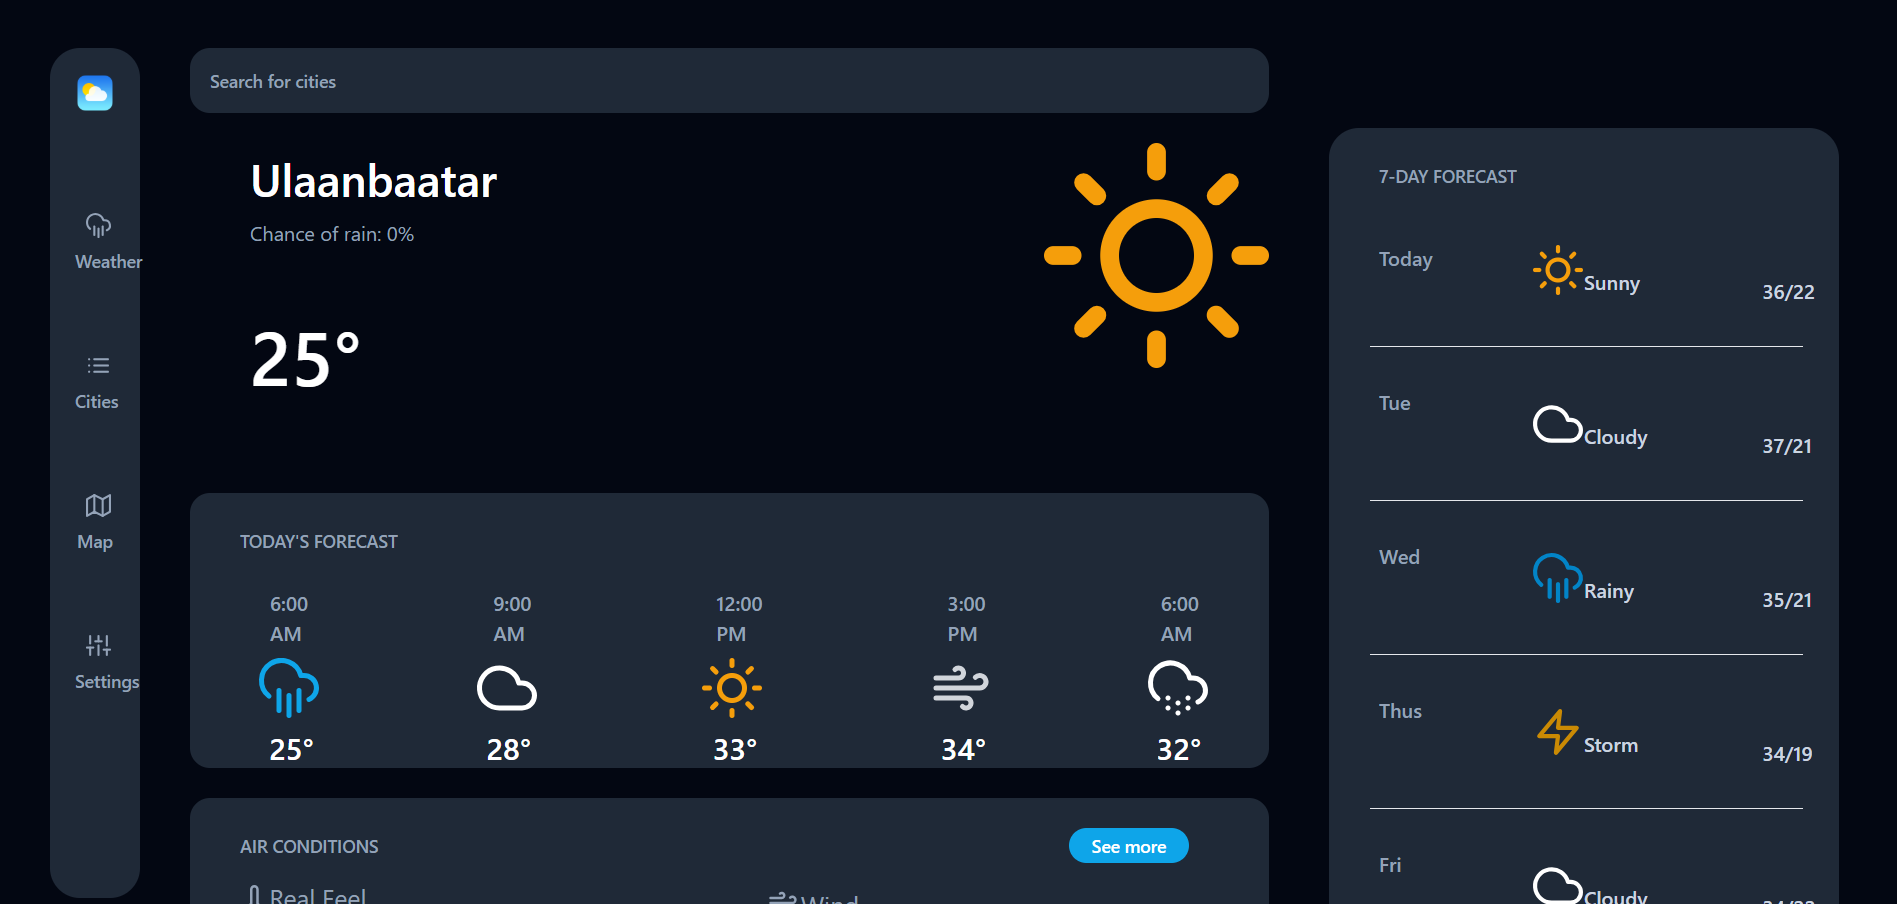 Search for cities
Weather
Cities
Map
Settings
Ulaanbaatar
Chance of rain: 0%
25°
TODAY'S FORECAST
6:00 AM
25°
9:00 AM
28°
12:00 PM
33°
3:00 PM
34°
6:00 AM
32°
AIR CONDITIONS
See more
Real Feel
Wind
7-DAY FORECAST
Today Sunny 36/22
Tue Cloudy 37/21
Wed Rainy 35/21
Thus Storm 34/19
Fri Cloudy